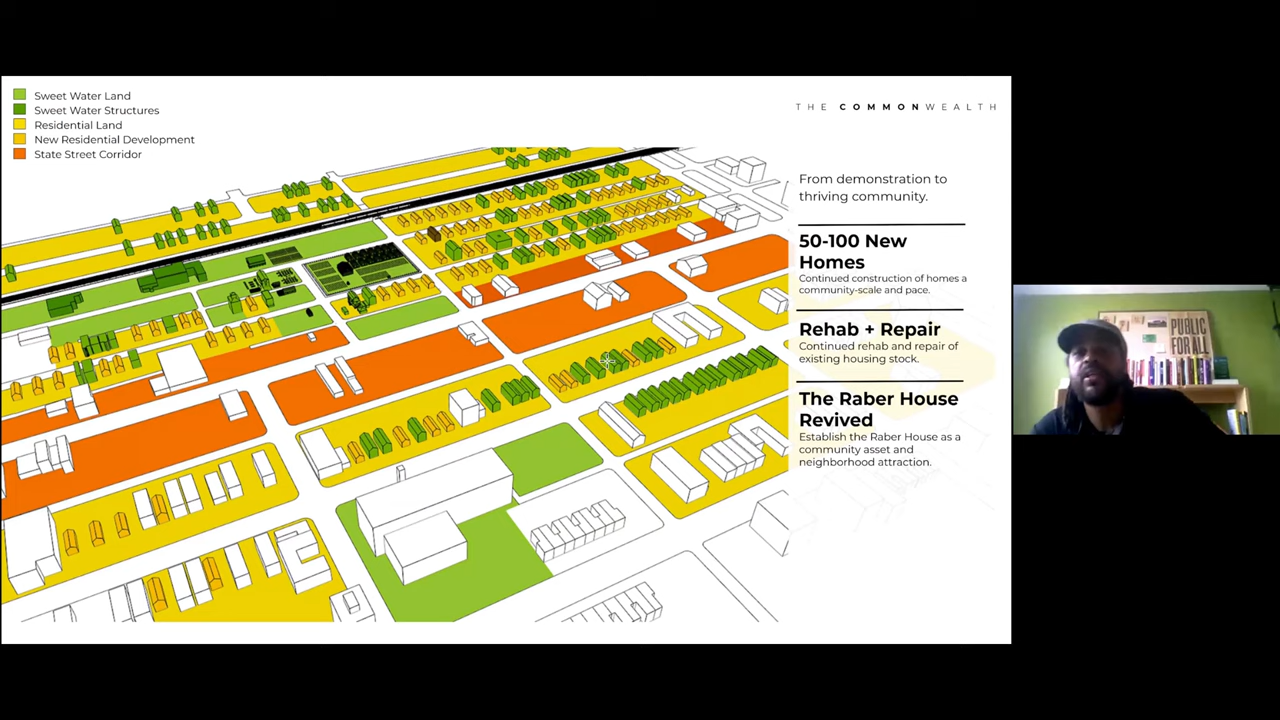 Sweet Water Land
Sweet Water Structures
Residential Land
New Residential Development
State Street Corridor
THE COMMONWEALTH
From demonstration to
thriving community.
50-100 New
Homes
Continued construction of homes a
community-scale and pace.
Rehab + Repair
Continued rehab and repair of
existing housing stock.
The Raber House
Revived
Establish the Raber House as a
community asset and
neighborhood attraction.
PUBLIC
FOR ALL